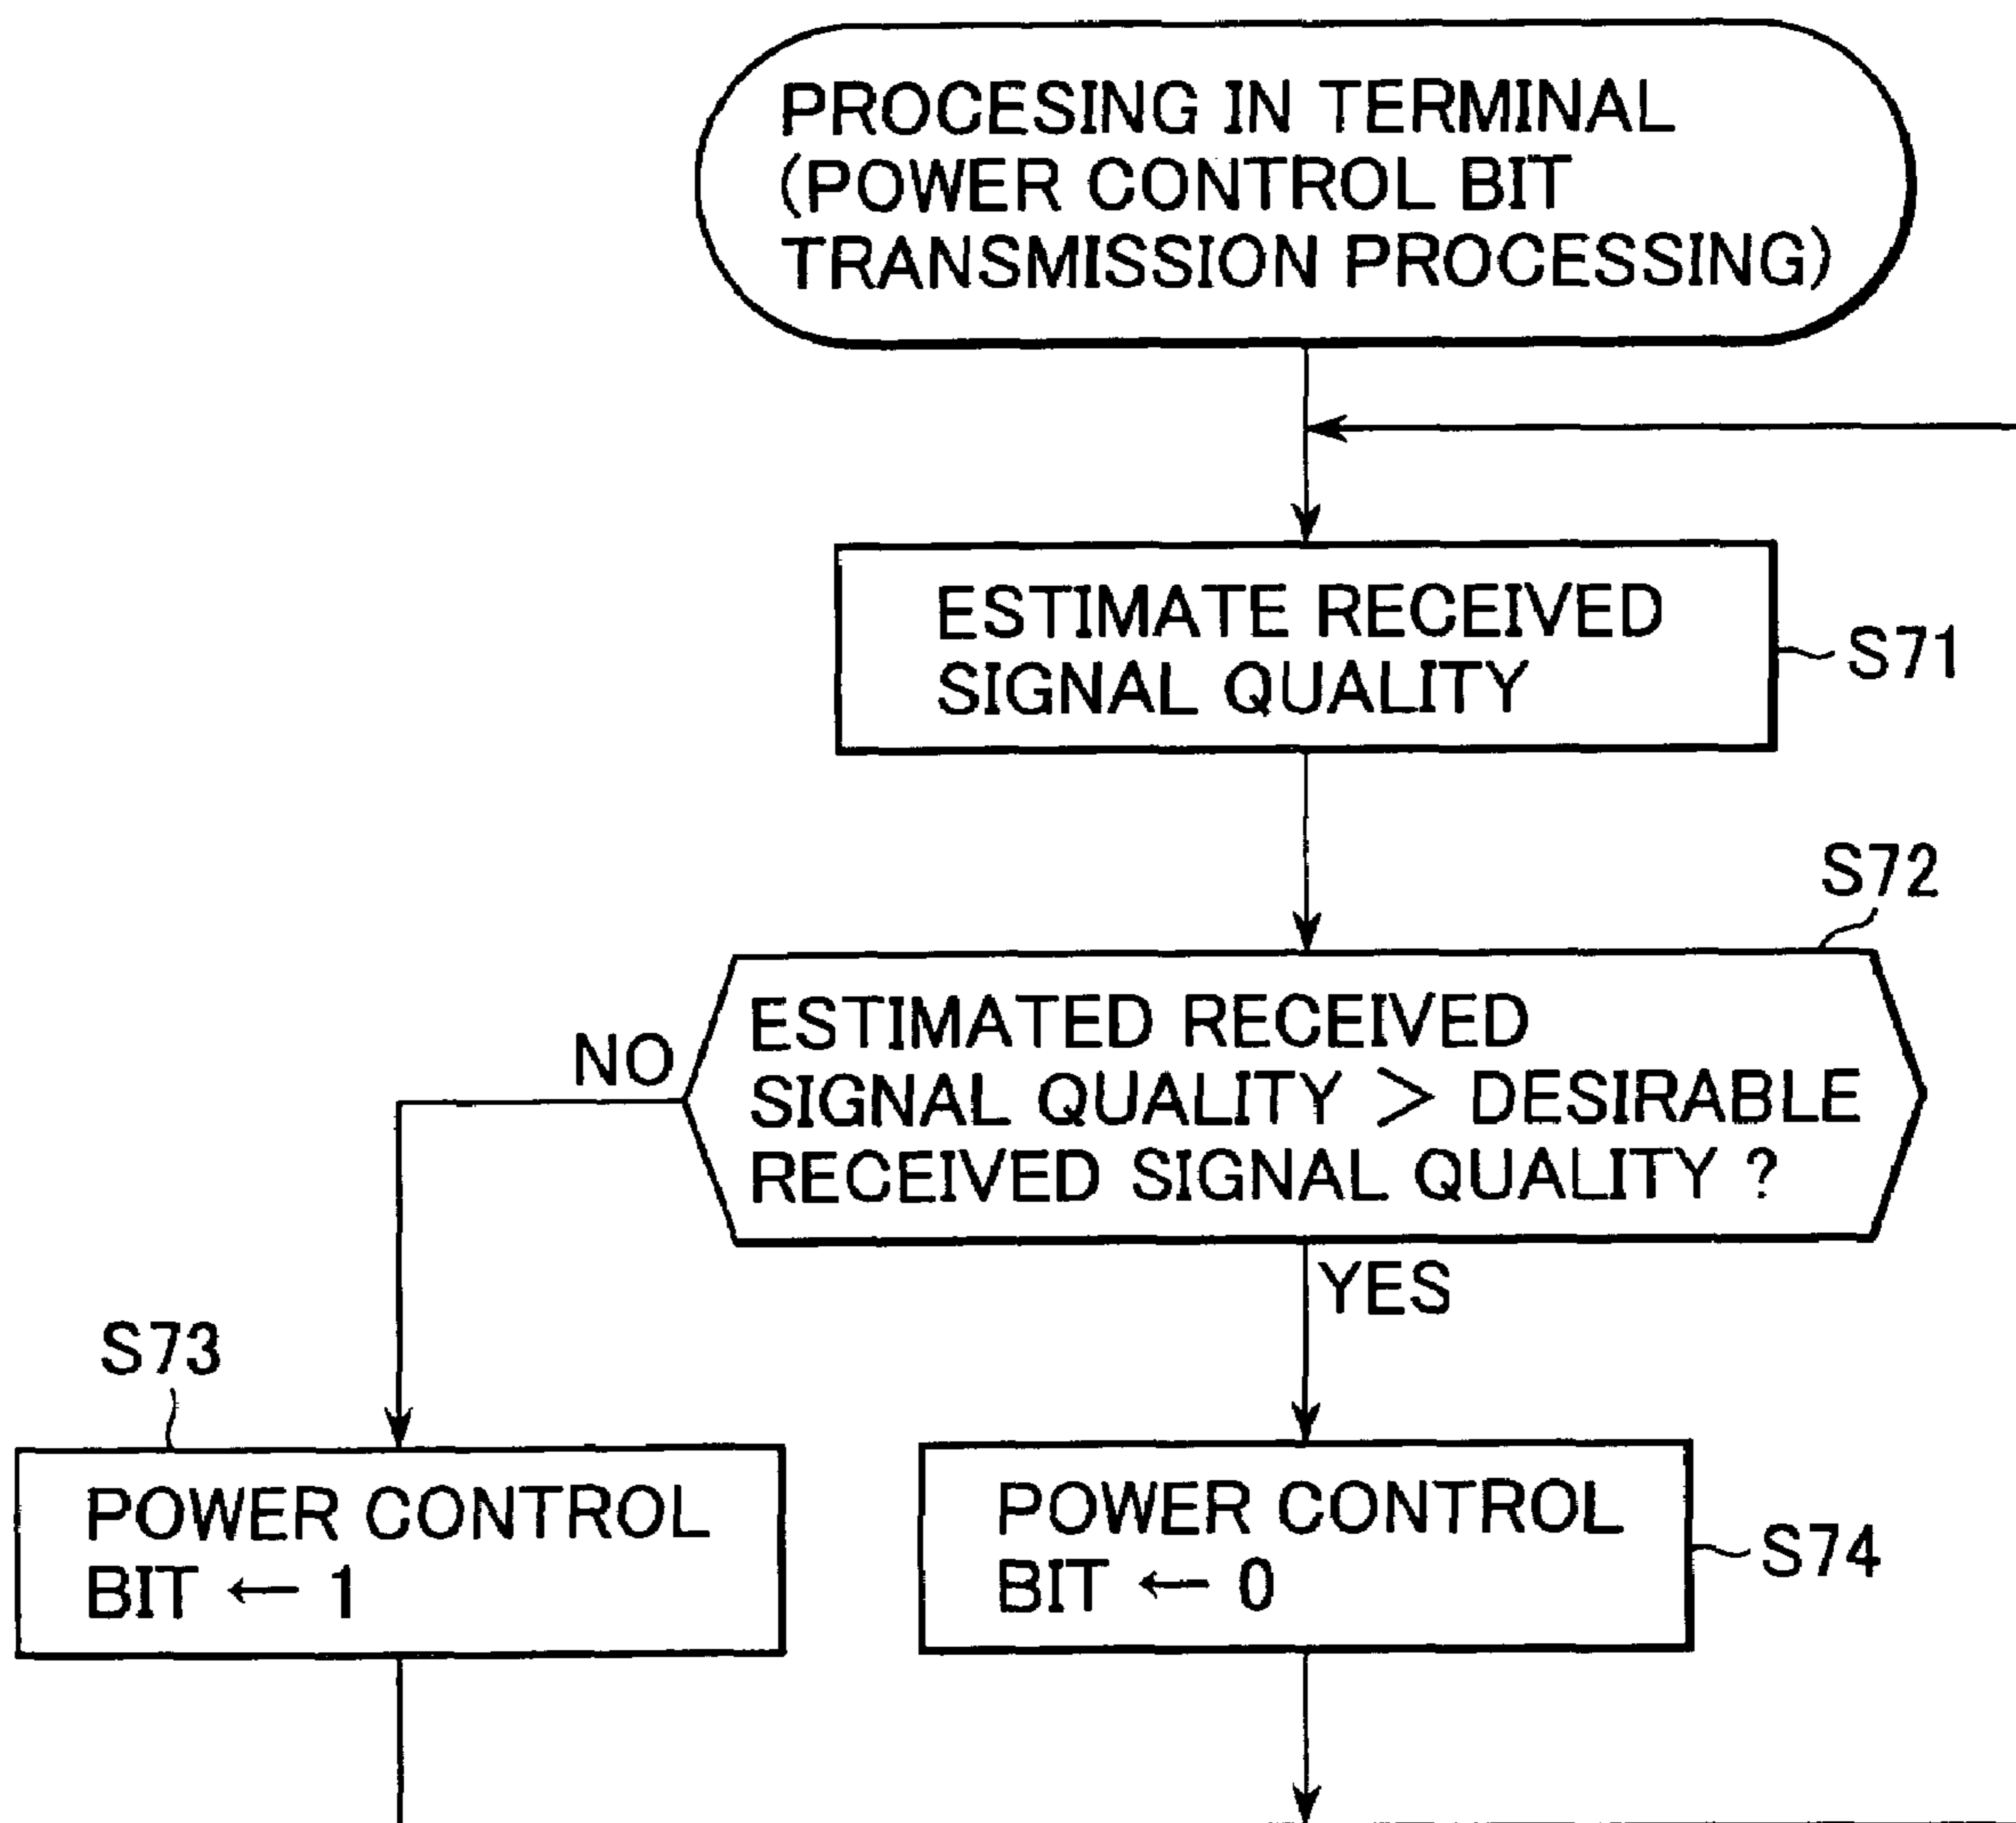 PROCESING IN TERMINAL
(POWER CONTROL BIT
TRANSMISSION PROCESSING)
ESTIMATE RECEIVED
SIGNAL QUALITY
S71
S72
ESTIMATED RECEIVED
SIGNAL QUALITY > DESIRABLE
RECEIVED SIGNAL QUALITY ?
NO
YES
S73
POWER CONTROL
BIT ← 1
POWER CONTROL
BIT ← 0
S74